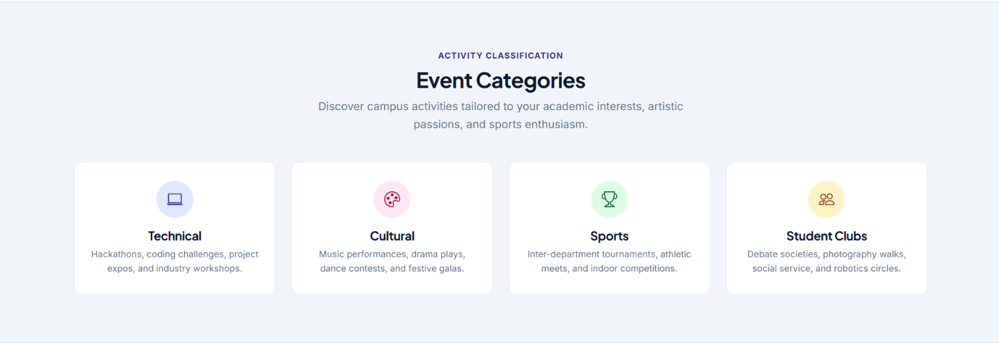 ACTIVITY CLASSIFICATION
Event Categories
Discover campus activities tailored to your academic interests, artistic
passions, and sports enthusiasm.
Technical
Hackathons, coding challenges, project
expos, and industry workshops.
Cultural
Music performances, drama plays,
dance contests, and festive galas.
Sports
Inter-department tournaments, athletic
meets, and indoor competitions.
Student Clubs
Debate societies, photography walks,
social service, and robotics circles.